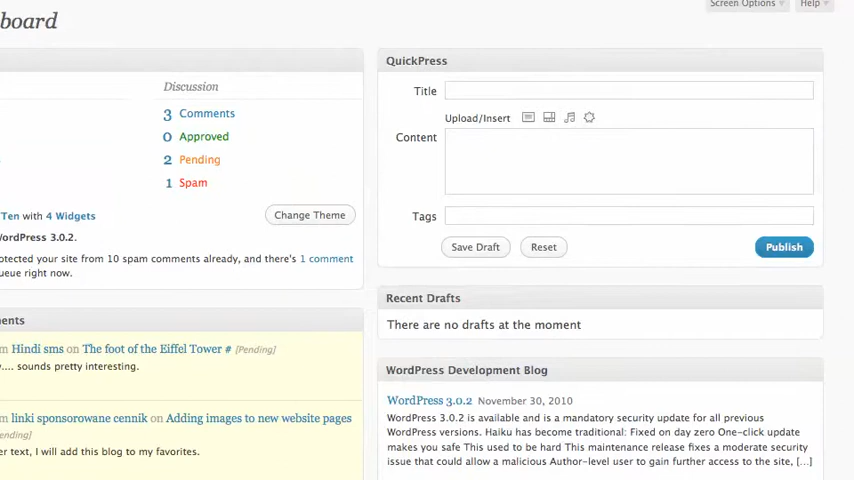 board
Screen Options
Help
Discussion
3 Comments
0 Approved
2 Pending
1 Spam
Ten with 4 Widgets
Change Theme
WordPress 3.0.2.
protected your site from 10 spam comments already, and there's 1 comment
queue right now.
QuickPress
Title
Upload/Insert
Content
Tags
Save Draft
Reset
Publish
Recent Drafts
There are no drafts at the moment
ments
m Hindi sms on The foot of the Eiffel Tower # [Pending]
.... sounds pretty interesting.
m linki sponsorowane cennik on Adding images to new website pages
ending]
er text, I will add this blog to my favorites.
WordPress Development Blog
WordPress 3.0.2 November 30, 2010
WordPress 3.0.2 is available and is a mandatory security update for all previous
WordPress versions. Haiku has become traditional: Fixed on day zero One-click update
makes you safe This used to be hard This maintenance release fixes a moderate security
issue that could allow a malicious Author-level user to gain further access to the site, [...]